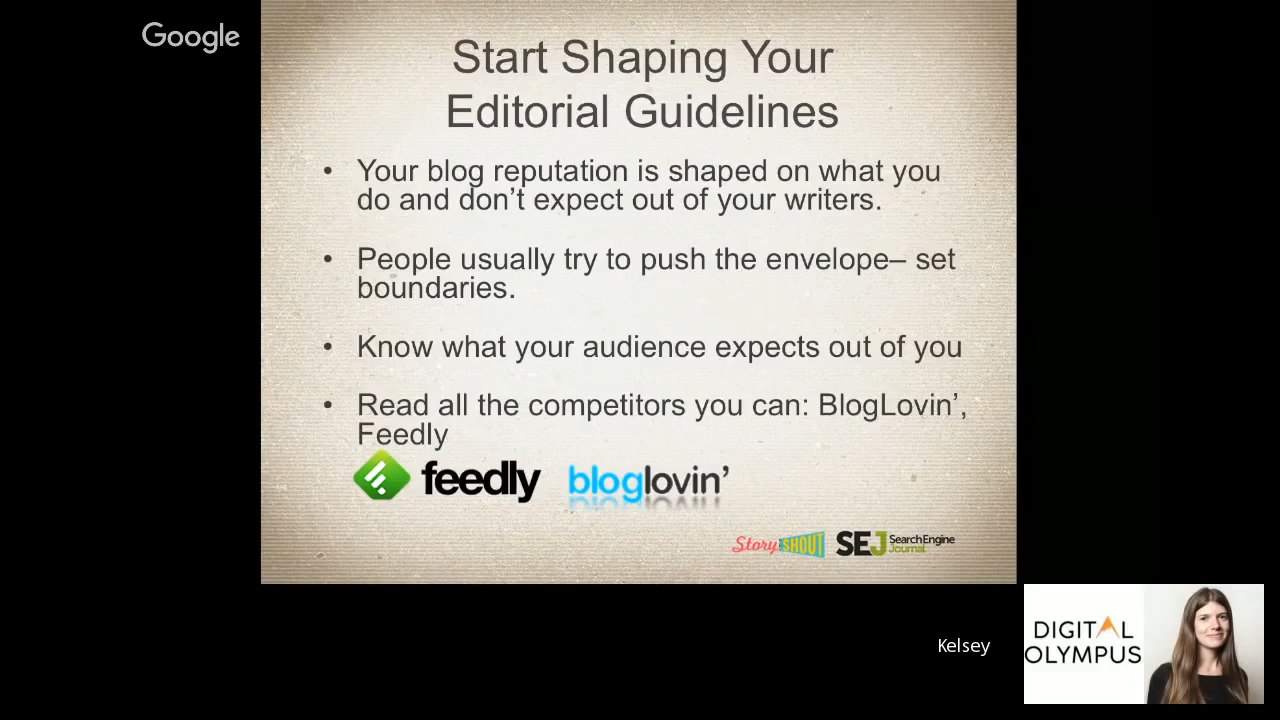 Google
Start Shaping Your
Editorial Guidelines
• Your blog reputation is shaped on what you
do and don’t expect out of your writers.
• People usually try to push the envelope– set
boundaries.
• Know what your audience expects out of you
• Read all the competitors you can: BlogLovin’,
Feedly
feedly bloglovin’
Story SHOUT SEJ Search Engine
Journal
Kelsey
DIGITAL
OLYMPUS